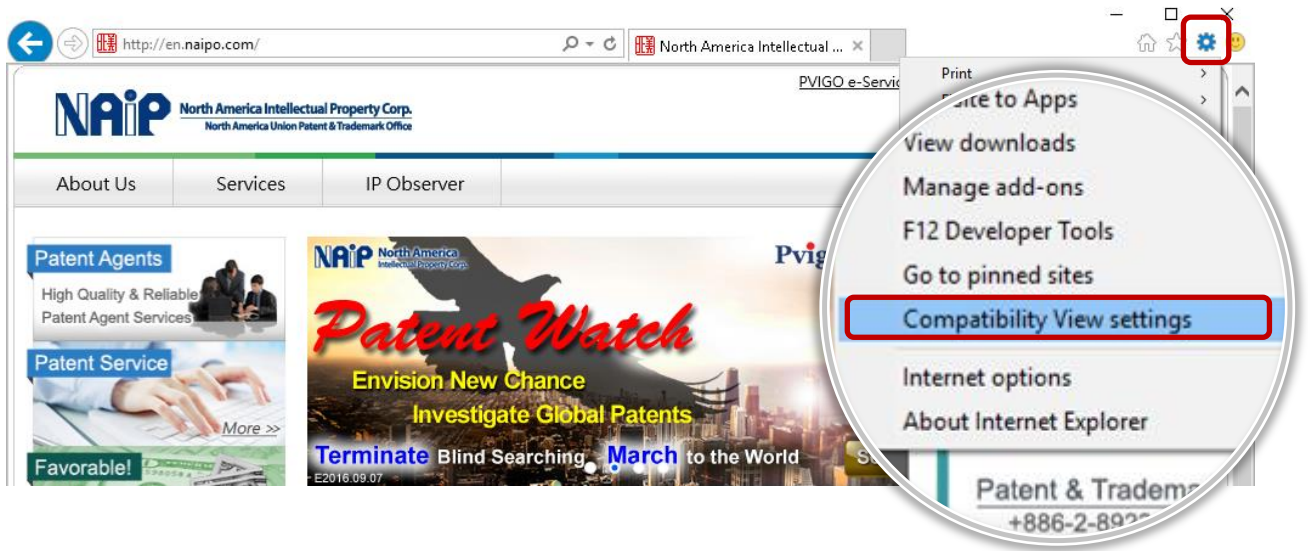 http://en.naipo.com/
North America Intellectual ...
PVIGO e-Servic
NAIP North America Intellectual Property Corp.
North America Union Patent & Trademark Office
About Us Services IP Observer
Print
to Apps
View downloads
Manage add-ons
F12 Developer Tools
Go to pinned sites
Compatibility View settings
Internet options
About Internet Explorer
Patent Agents
High Quality & Reliable
Patent Agent Services
Patent Service
More >>
Favorable!
NAIP North America
Intellectual Property Corp.
Pvig
Patent Watch
Envision New Chance
Investigate Global Patents
Terminate Blind Searching, March to the World
E2016.09.07
Patent & Tradema
+886-2-892